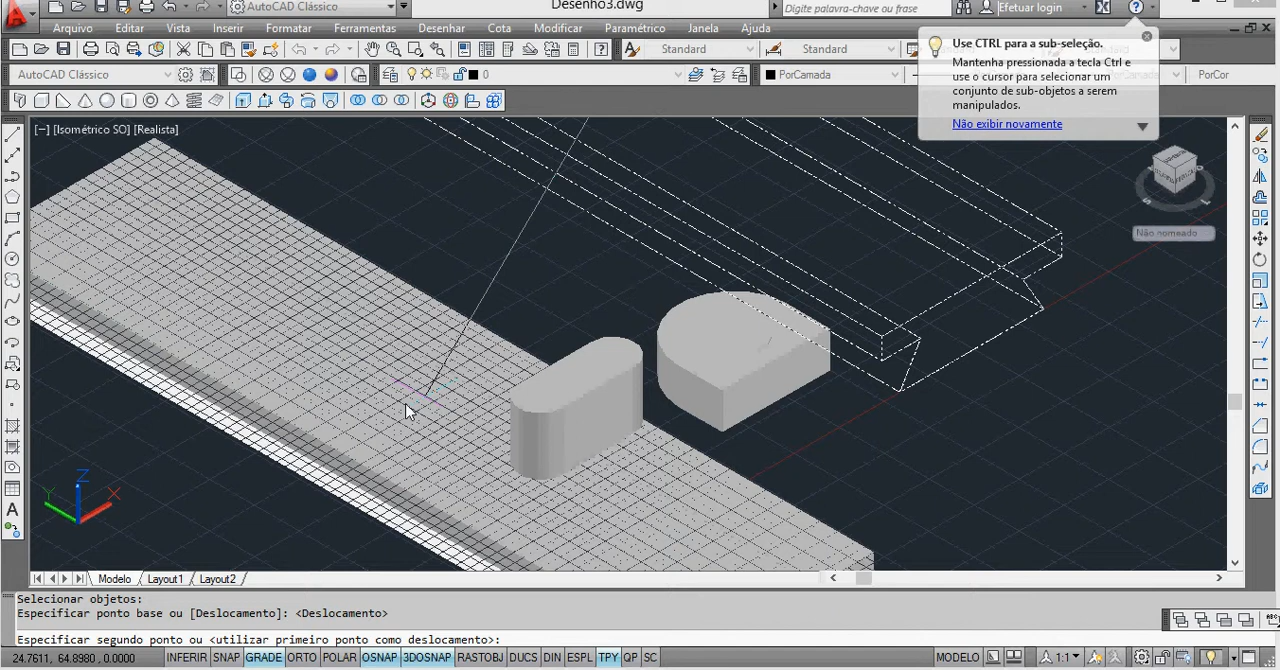 AutoCAD Clássico
Desenho3.dwg
Digite palavra-chave ou frase
Efetuar login
Arquivo Editar Vista Inserir Formatar Ferramentas Desenhar Cota Modificar Paramétrico Janela Ajuda
Standard
Standard
AutoCAD Clássico
0
PorCamada
PorCamada
PorCor
Use CTRL para a sub-seleção.
Mantenha pressionada a tecla Ctrl e
use o cursor para selecionar um
conjunto de sub-objetos a serem
manipulados.
Não exibir novamente
[−] [Isométrico SO] [Realista]
Não nomeado
Z
Y
X
Modelo Layout1 Layout2
Selecionar objetos:
Especificar ponto base ou [Deslocamento]: <Deslocamento>
Especificar segundo ponto ou <utilizar primeiro ponto como deslocamento>:
24.7611, 64.8980, 0.0000 INFERIR SNAP GRADE ORTO POLAR OSNAP 3DOSNAP RASTOBJ DUCS DIN ESPL TPY QP SC MODELO 1:1